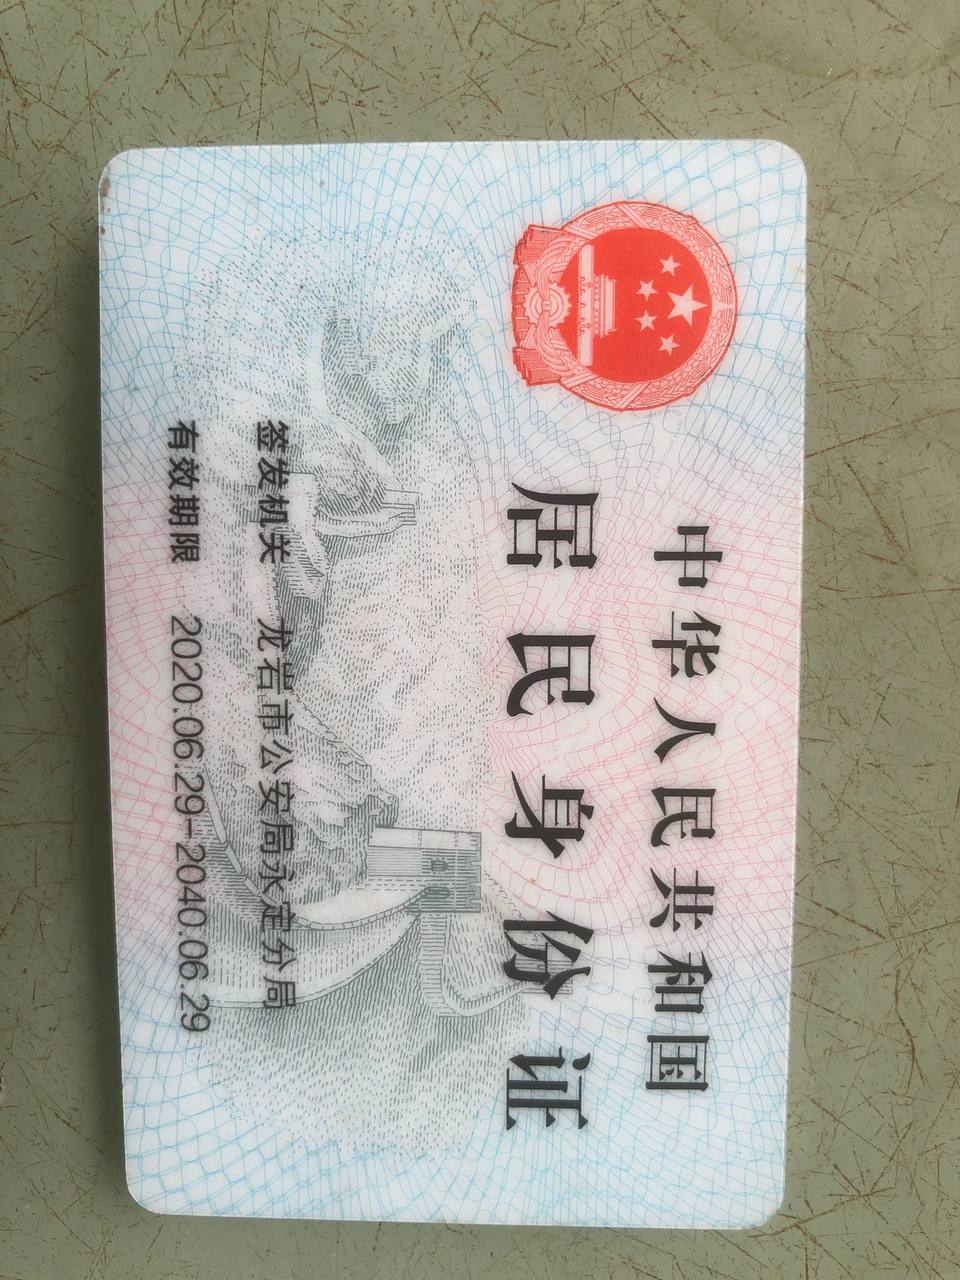 中华人民共和国
居民身份证
签发机关 龙岩市公安局永定分局
有效期限 2020.06.29-2040.06.29